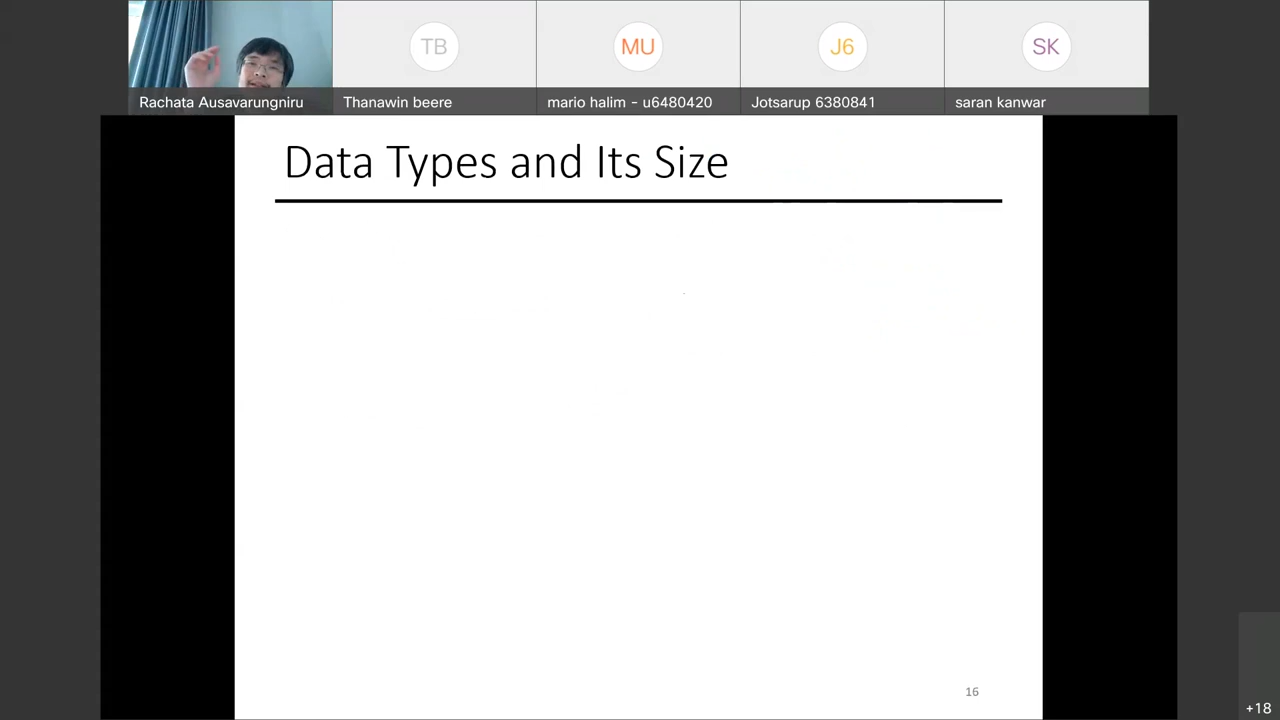 TB
MU
J6
SK
Rachata Ausavarungniru
Thanawin beere
mario halim - u6480420
Jotsarup 6380841
saran kanwar
Data Types and Its Size
16
+18